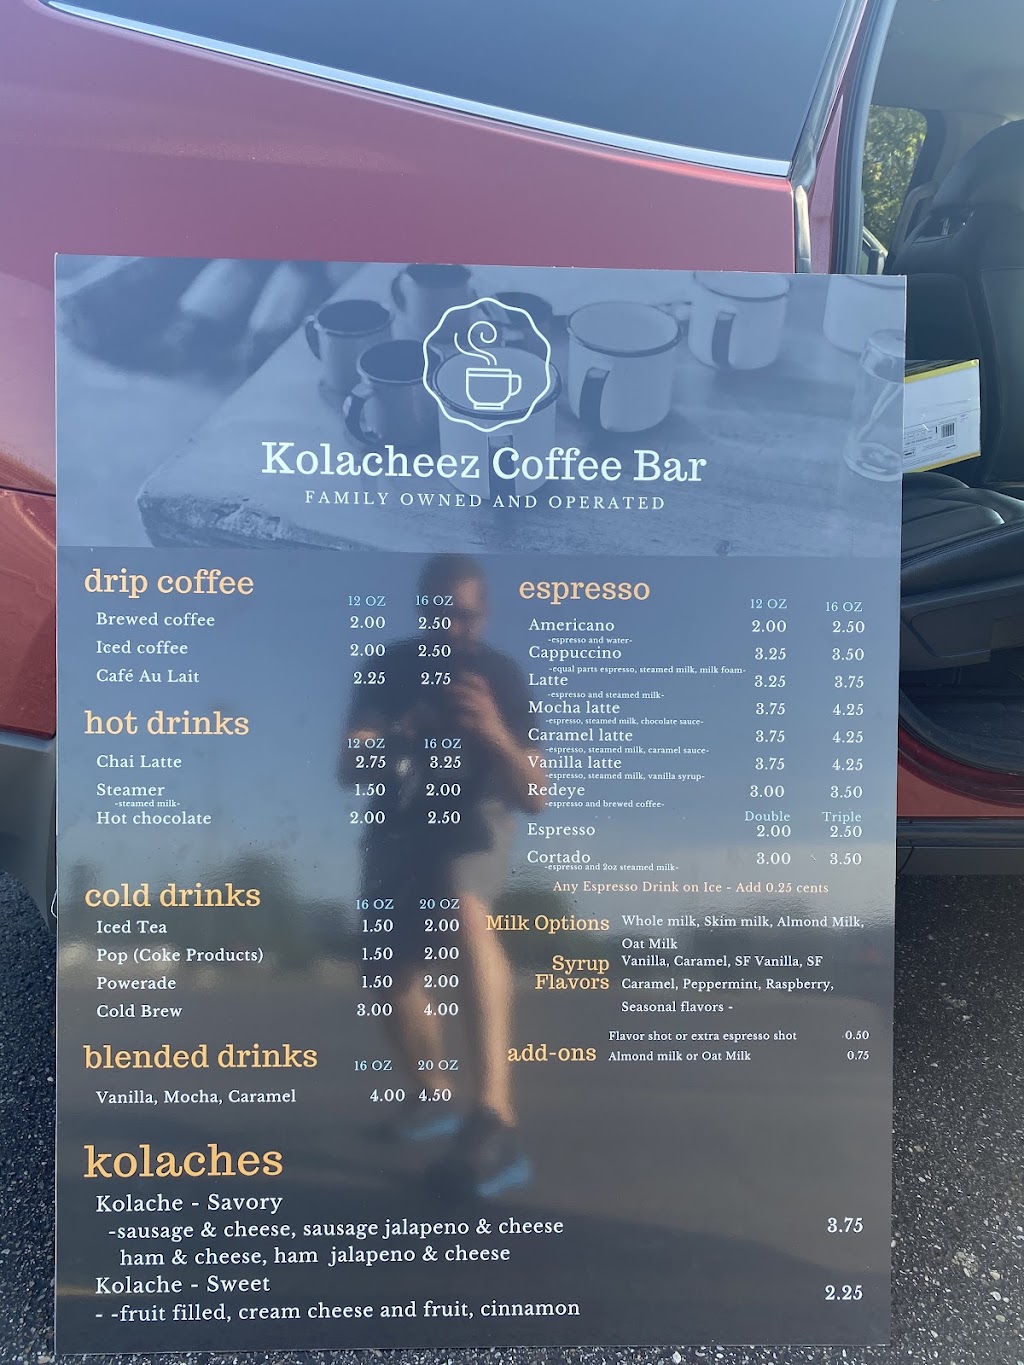 Kolacheez Coffee Bar
FAMILY OWNED AND OPERATED
drip coffee
12 OZ 16 OZ
Brewed coffee 2.00 2.50
Iced coffee 2.00 2.50
Café Au Lait 2.25 2.75
hot drinks
12 OZ 16 OZ
Chai Latte 2.75 3.25
Steamer 1.50 2.00
-steamed milk-
Hot chocolate 2.00 2.50
cold drinks
16 OZ 20 OZ
Iced Tea 1.50 2.00
Pop (Coke Products) 1.50 2.00
Powerade 1.50 2.00
Cold Brew 3.00 4.00
blended drinks
16 OZ 20 OZ
Vanilla, Mocha, Caramel 4.00 4.50
espresso
12 OZ 16 OZ
Americano 2.00 2.50
-espresso and water-
Cappuccino 3.25 3.50
-equal parts espresso, steamed milk, milk foam-
Latte 3.25 3.75
-espresso and steamed milk-
Mocha latte 3.75 4.25
-espresso, steamed milk, chocolate sauce-
Caramel latte 3.75 4.25
-espresso, steamed milk, caramel sauce-
Vanilla latte 3.75 4.25
-espresso, steamed milk, vanilla syrup-
Redeye 3.00 3.50
-espresso and brewed coffee-
Double Triple
Espresso 2.00 2.50
Cortado 3.00 3.50
-espresso and 2oz steamed milk-
Any Espresso Drink on Ice - Add 0.25 cents
Milk Options Whole milk, Skim milk, Almond Milk,
Oat Milk
Syrup Vanilla, Caramel, SF Vanilla, SF
Flavors Caramel, Peppermint, Raspberry,
Seasonal flavors -
add-ons
Flavor shot or extra espresso shot 0.50
Almond milk or Oat Milk 0.75
kolaches
Kolache - Savory
-sausage & cheese, sausage jalapeno & cheese 3.75
ham & cheese, ham jalapeno & cheese
Kolache - Sweet 2.25
- -fruit filled, cream cheese and fruit, cinnamon